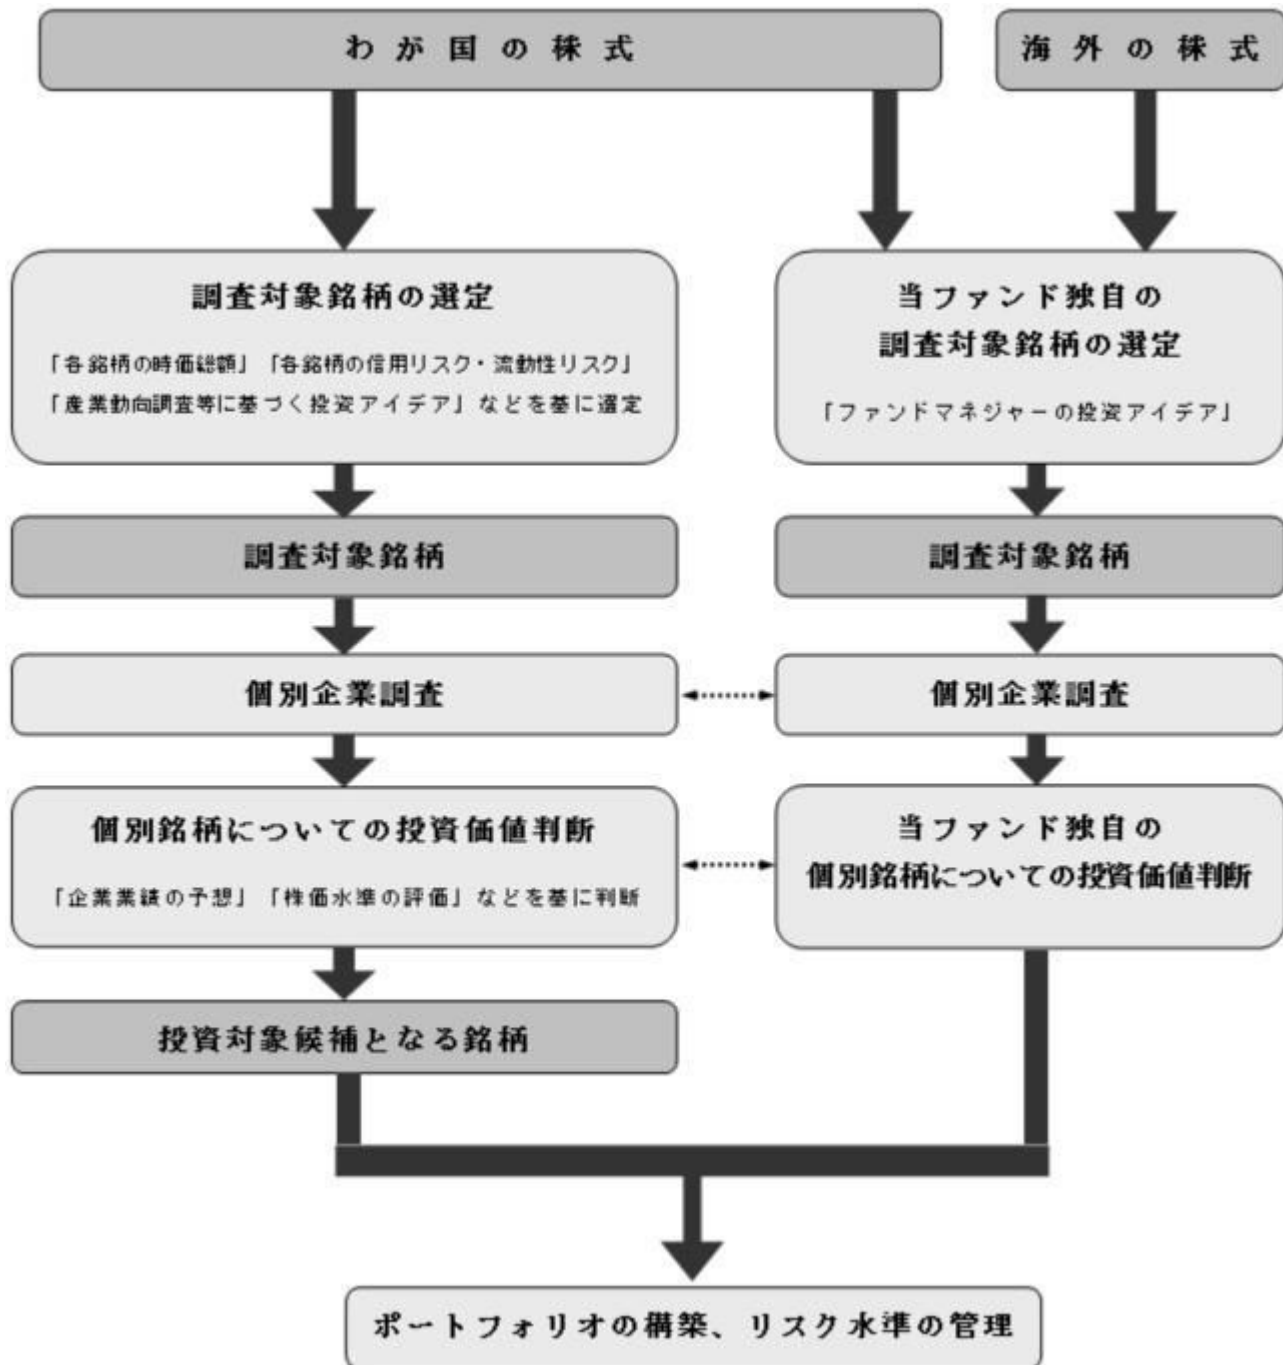 わが国の株式
海外の株式
調査対象銘柄の選定
「各銘柄の時価総額」「各銘柄の信用リスク・流動性リスク」
「産業動向調査等に基づく投資アイデア」などを基に選定
当ファンド独自の
調査対象銘柄の選定
「ファンドマネジャーの投資アイデア」
調査対象銘柄
調査対象銘柄
個別企業調査
個別企業調査
個別銘柄についての投資価値判断
「企業業績の予想」「株価水準の評価」などを基に判断
当ファンド独自の
個別銘柄についての投資価値判断
投資対象候補となる銘柄
ポートフォリオの構築、リスク水準の管理